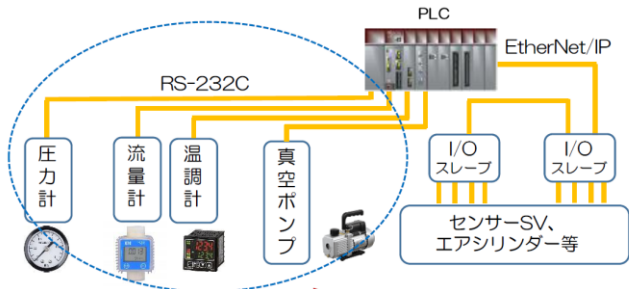 PLC
EtherNet/IP
RS-232C
圧力計
流量計
温調計
真空ポンプ
I/O
スレーブ
I/O
スレーブ
センサーSV、
エアシリンダー等